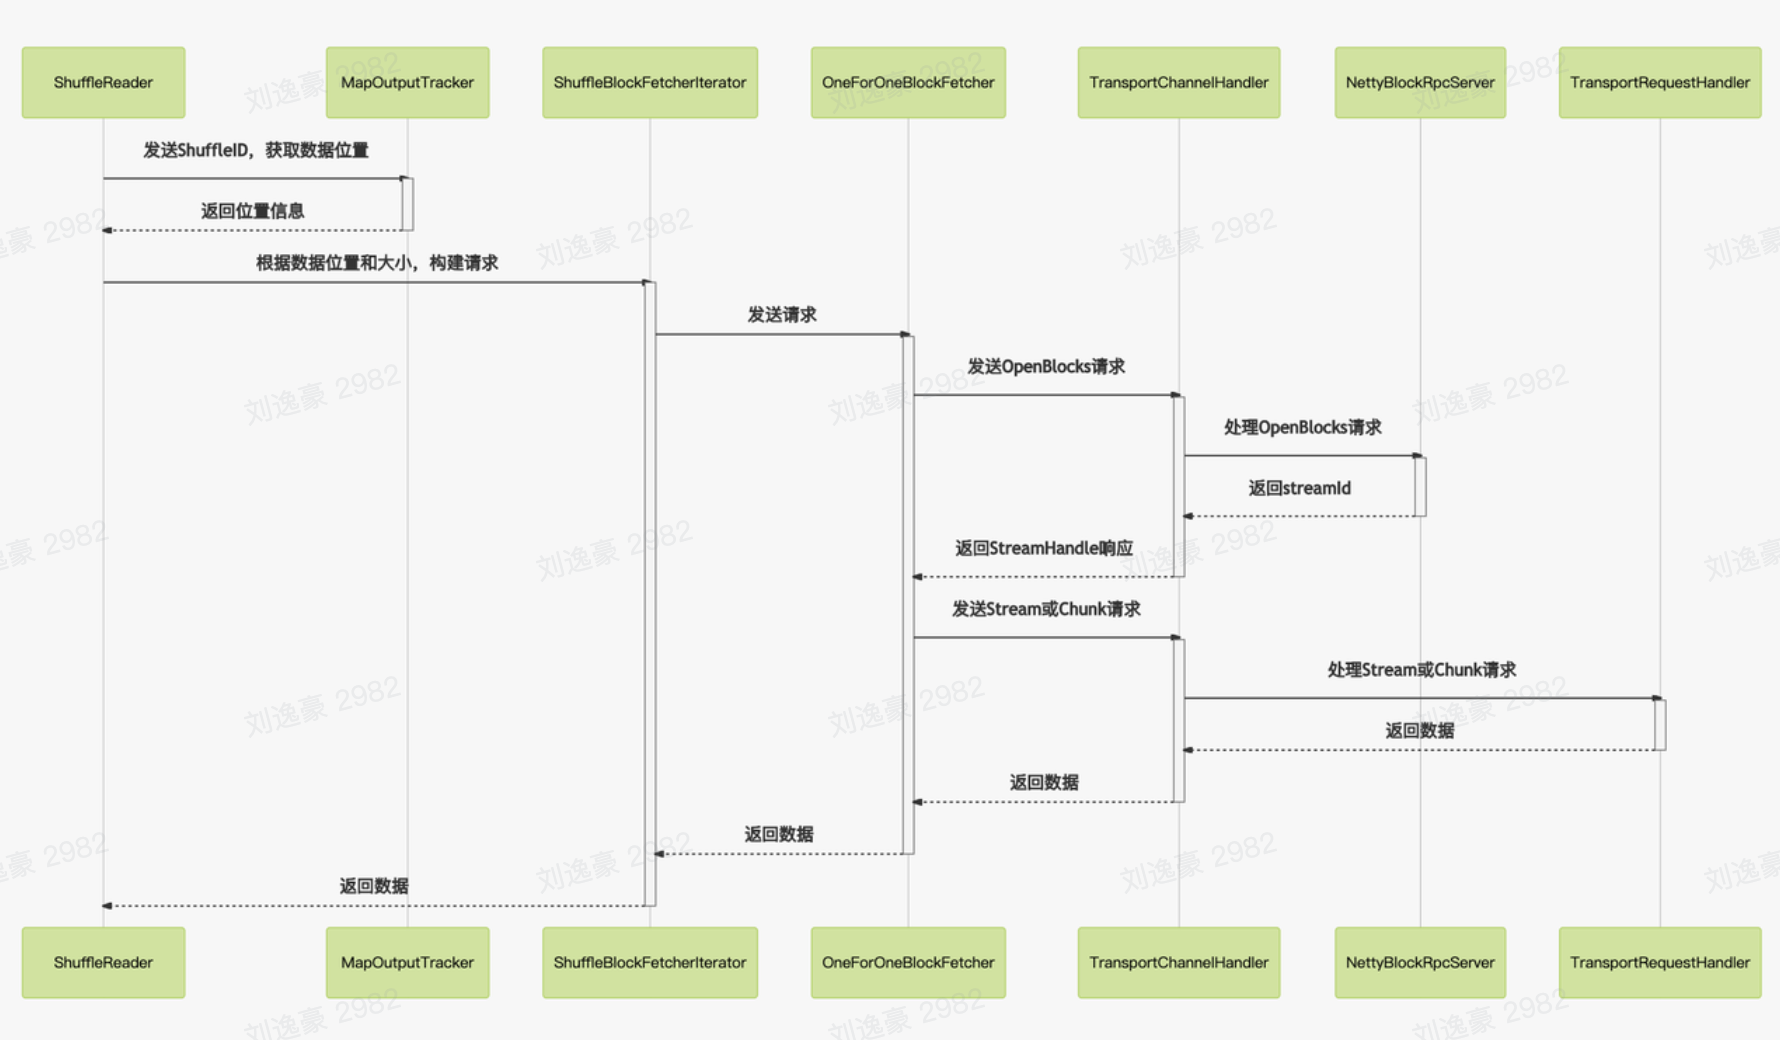 ShuffleReader
MapOutputTracker
ShuffleBlockFetcherIterator
OneForOneBlockFetcher
TransportChannelHandler
NettyBlockRpcServer
TransportRequestHandler
发送ShuffleID，获取数据位置
返回位置信息
根据数据位置和大小，构建请求
发送请求
发送OpenBlocks请求
处理OpenBlocks请求
返回streamId
返回StreamHandle响应
发送Stream或Chunk请求
处理Stream或Chunk请求
返回数据
返回数据
返回数据
返回数据
ShuffleReader
MapOutputTracker
ShuffleBlockFetcherIterator
OneForOneBlockFetcher
TransportChannelHandler
NettyBlockRpcServer
TransportRequestHandler
刘逸豪 2982